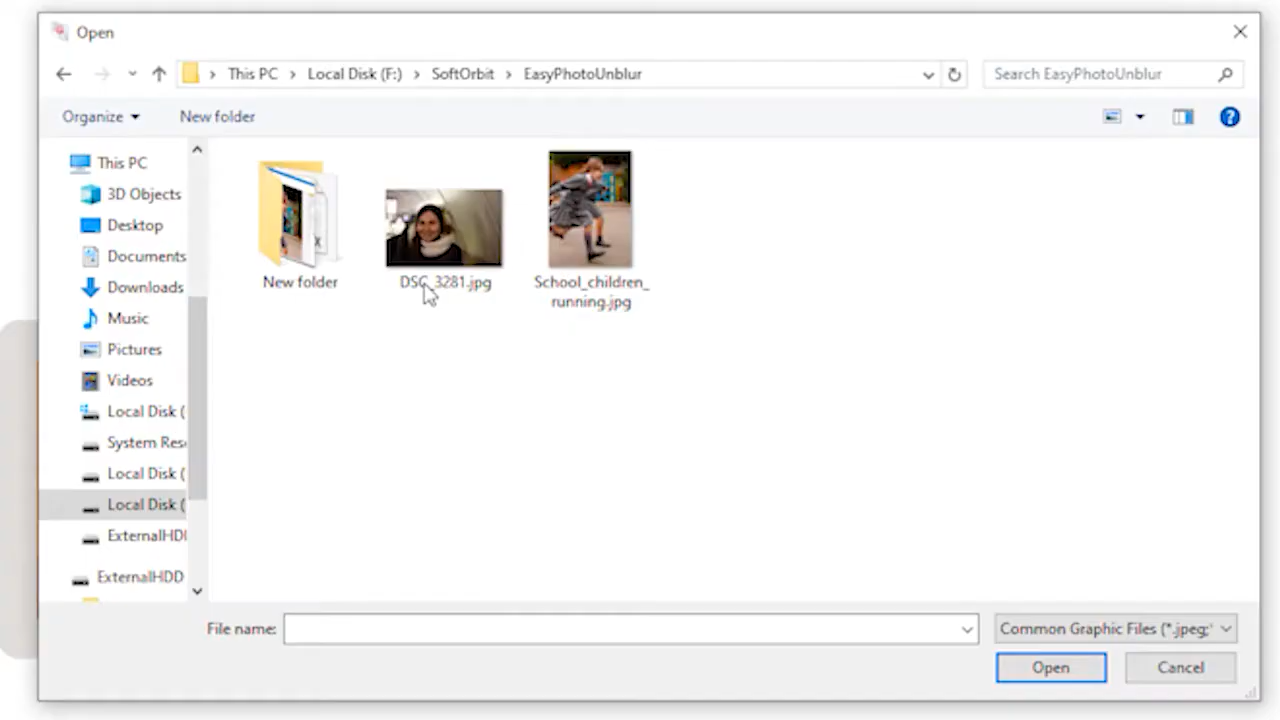 Open
This PC
Local Disk (F:)
SoftOrbit
EasyPhotoUnblur
Search EasyPhotoUnblur
Organize
New folder
?
This PC
3D Objects
Desktop
Documents
Downloads
Music
Pictures
Videos
Local Disk (
System Res
Local Disk (
Local Disk (
ExternalHDD
ExternalHDD
New folder
DSC_3281.jpg
School_children_
running.jpg
File name:
Common Graphic Files (*.jpeg;*
Open
Cancel